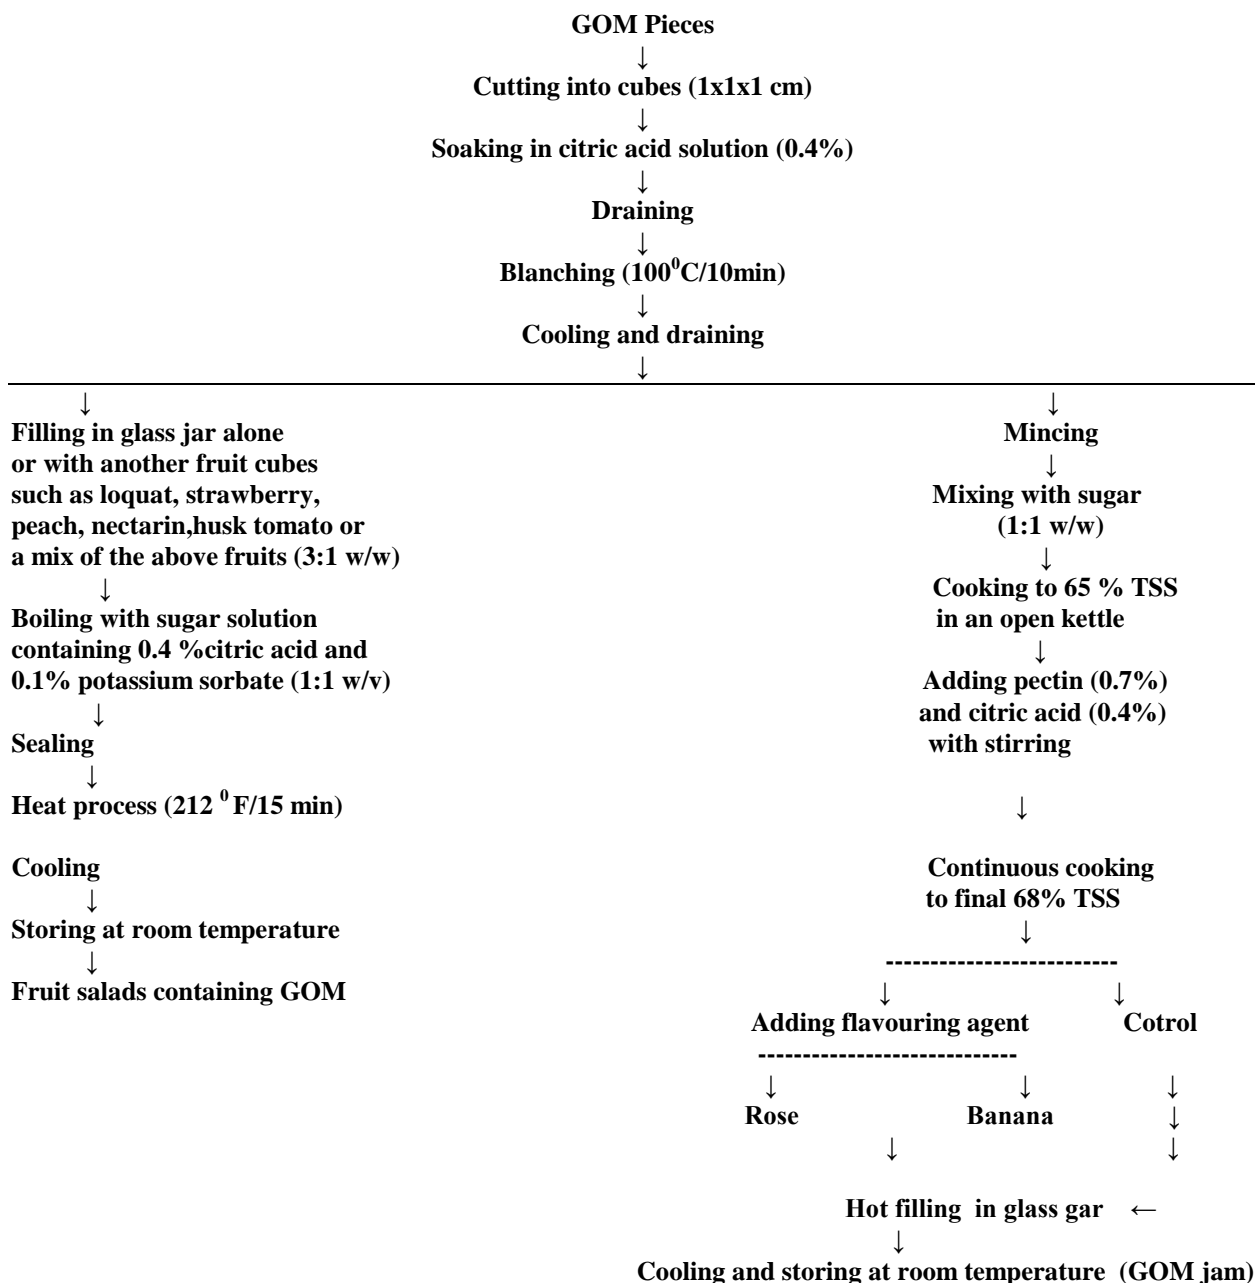 GOM Pieces
↓
Cutting into cubes (1x1x1 cm)
↓
Soaking in citric acid solution (0.4%)
↓
Draining
↓
Blanching (100⁰C/10min)
↓
Cooling and draining
↓
↓
Filling in glass jar alone
or with another fruit cubes
such as loquat, strawberry,
peach, nectarin,husk tomato or
a mix of the above fruits (3:1 w/w)
↓
Boiling with sugar solution
containing 0.4 %citric acid and
0.1% potassium sorbate (1:1 w/v)
↓
Sealing
↓
Heat process (212 ⁰ F/15 min)
Cooling
↓
Storing at room temperature
↓
Fruit salads containing GOM
↓
Mincing
↓
Mixing with sugar
(1:1 w/w)
↓
Cooking to 65 % TSS
in an open kettle
↓
Adding pectin (0.7%)
and citric acid (0.4%)
with stirring
↓
Continuous cooking
to final 68% TSS
↓
-------------------------
↓ ↓
Adding flavouring agent Cotrol
----------------------------
↓ ↓ ↓
Rose Banana ↓
↓ ↓
Hot filling in glass gar ←
↓
Cooling and storing at room temperature (GOM jam)